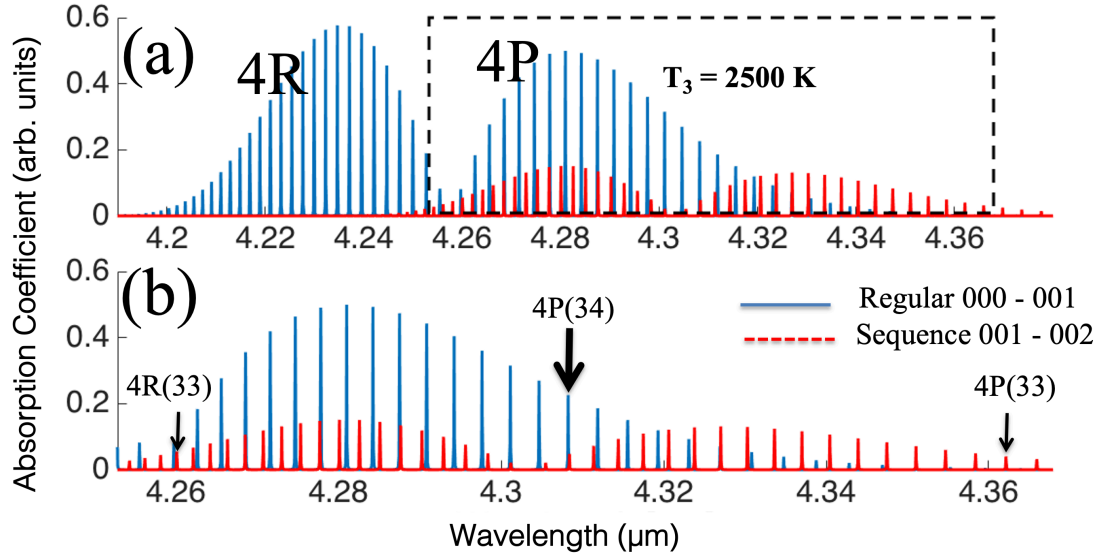 Absorption Coefficient (arb. units)
(a)
4R
4P
T3 = 2500 K
0.6
0.4
0.2
0
4.2 4.22 4.24 4.26 4.28 4.3 4.32 4.34 4.36
(b)
4P(34)
Regular 000 - 001
Sequence 001 - 002
4R(33)
4P(33)
0.6
0.4
0.2
0
4.26 4.28 4.3 4.32 4.34 4.36
Wavelength (μm)